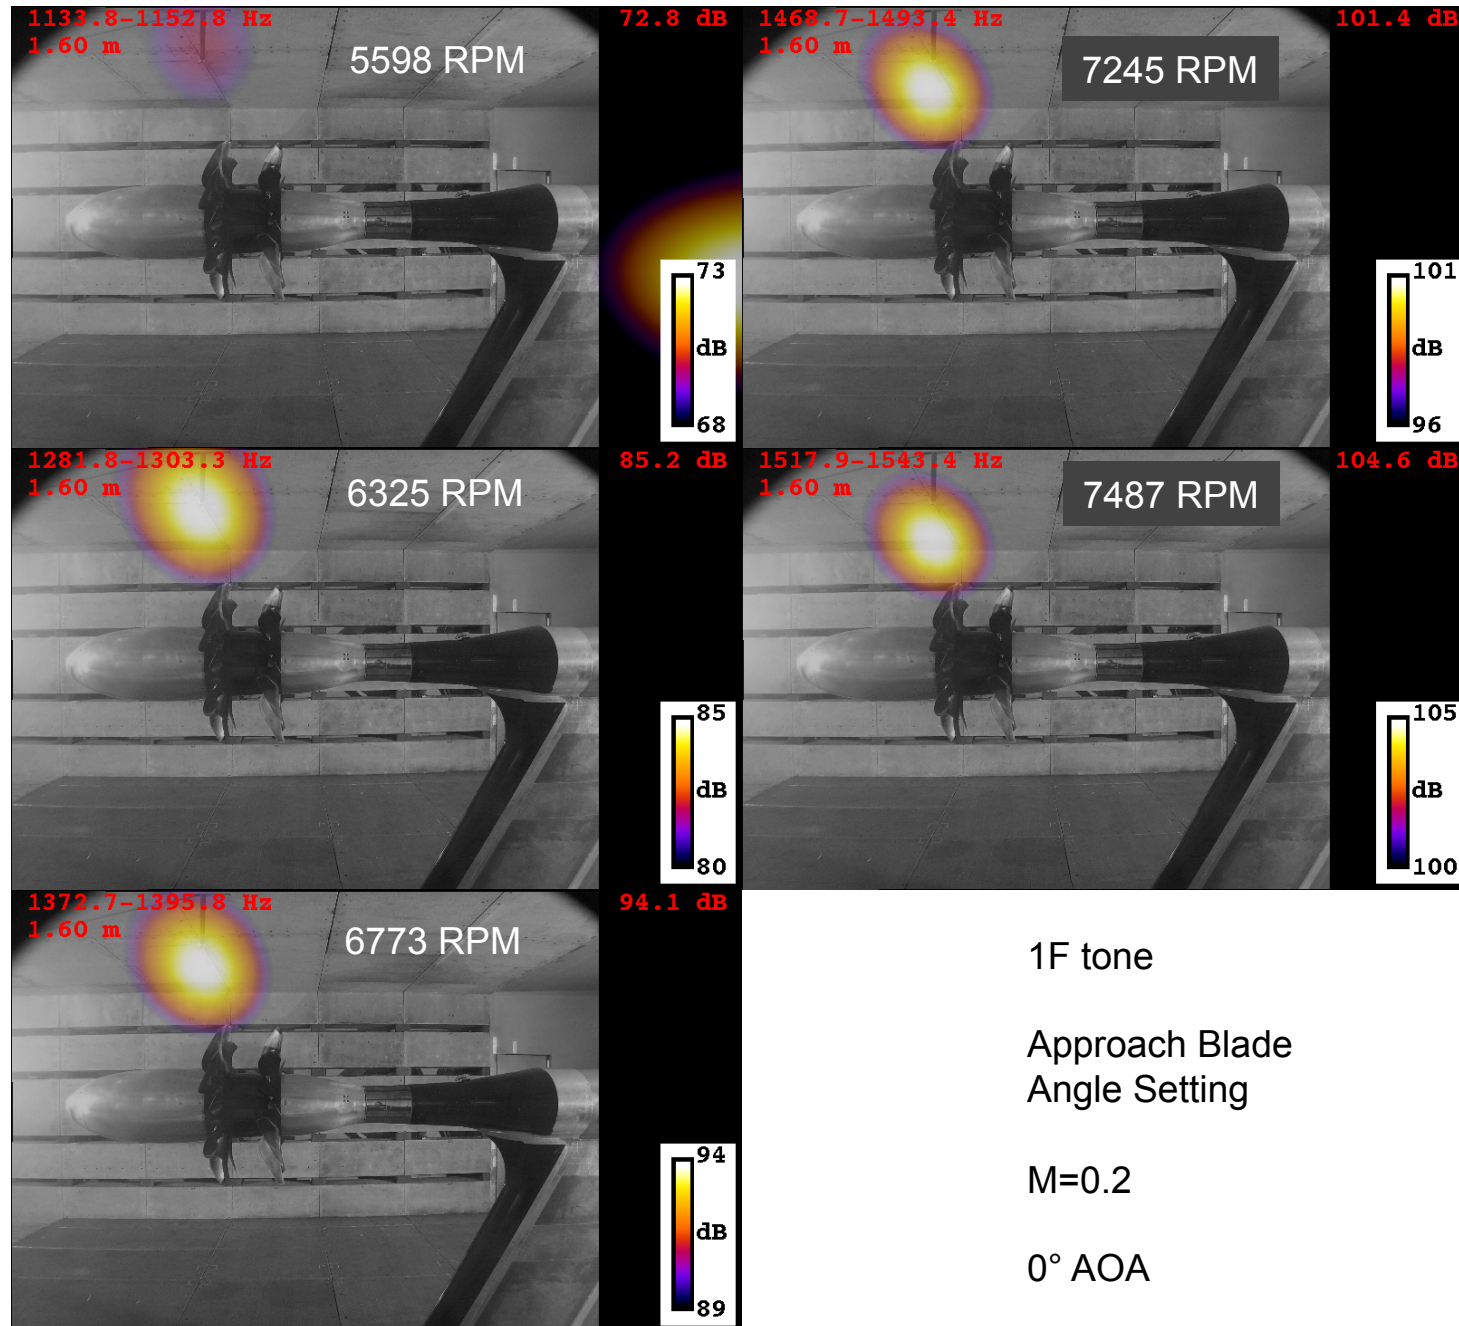 1133.8-1152.8 Hz
72.8 dB
1.60 m
5598 RPM
73
dB
68
1468.7-1493.4 Hz
101.4 dB
1.60 m
7245 RPM
101
dB
96
1281.8-1303.3 Hz
85.2 dB
1.60 m
6325 RPM
85
dB
80
1517.9-1543.4 Hz
104.6 dB
1.60 m
7487 RPM
105
dB
100
1372.7-1395.8 Hz
94.1 dB
1.60 m
6773 RPM
94
dB
89
1F tone
Approach Blade
Angle Setting
M=0.2
0° AOA